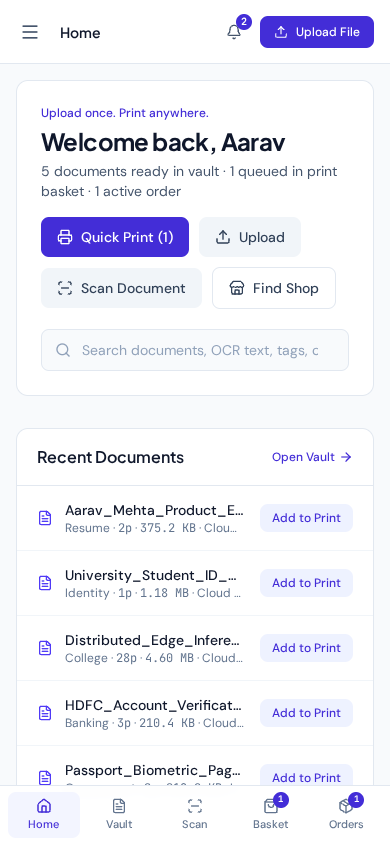 Home
2
Upload File
Upload once. Print anywhere.
Welcome back, Aarav
5 documents ready in vault · 1 queued in print
basket · 1 active order
Quick Print (1)
Upload
Scan Document
Find Shop
Search documents, OCR text, tags, c
Recent Documents
Open Vault
Aarav_Mehta_Product_E...
Add to Print
Resume · 2p · 375.2 KB · Clou...
University_Student_ID_...
Add to Print
Identity · 1p · 1.18 MB · Cloud ...
Distributed_Edge_Infere...
Add to Print
College · 28p · 4.60 MB · Cloud...
HDFC_Account_Verificat...
Add to Print
Banking · 3p · 210.4 KB · Cloud...
Passport_Biometric_Pag...
Add to Print
1
1
Home
Vault
Scan
Basket
Orders